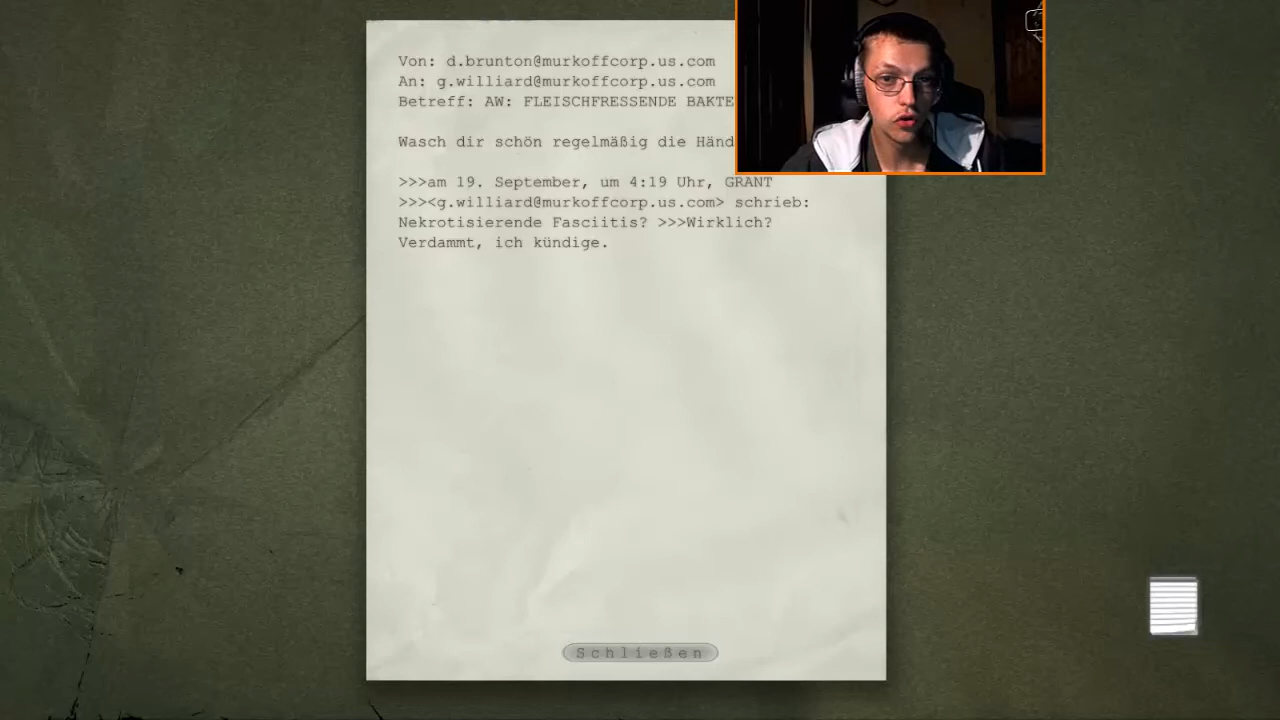 Von: d.brunton@murkoffcorp.us.com
An: g.williard@murkoffcorp.us.com
Betreff: AW: FLEISCHFRESSENDE
Wasch dir schön regelmäßig die
>>>am 19. September, um 4:19 Uhr, GRANT
>>><g.williard@murkoffcorp.us.com> schrieb:
Nekrotisierende Fasciitis? >>>Wirklich?
Verdammt, ich kündige.
Schließen